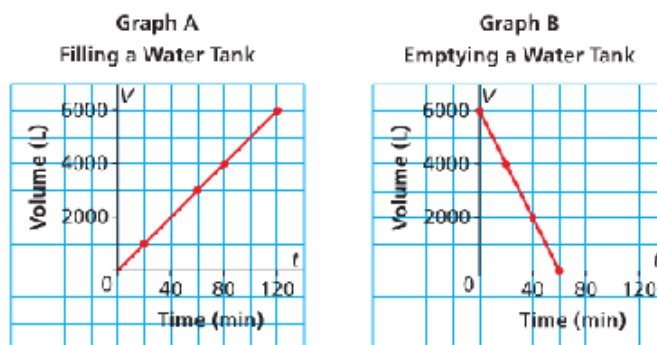 Graph A
Filling a Water Tank
V
6000
4000
2000
0
40
80
120
t
Volume (L)
Time (min)
Graph B
Emptying a Water Tank
V
6000
4000
2000
0
40
80
120
t
Volume (L)
Time (min)